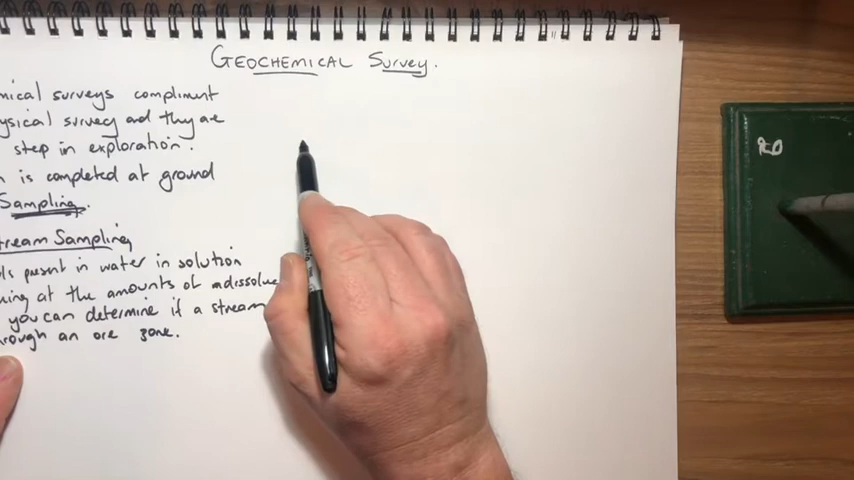 GEOCHEMICAL Survey.
mical surveys compliment
ysical survey and they are
step in exploration.
n is completed at ground
Sampling.
tream Sampling
ls present in water in solution
ing at the amounts of dissolve
you can determine if a stream
rough an ore zone.
B